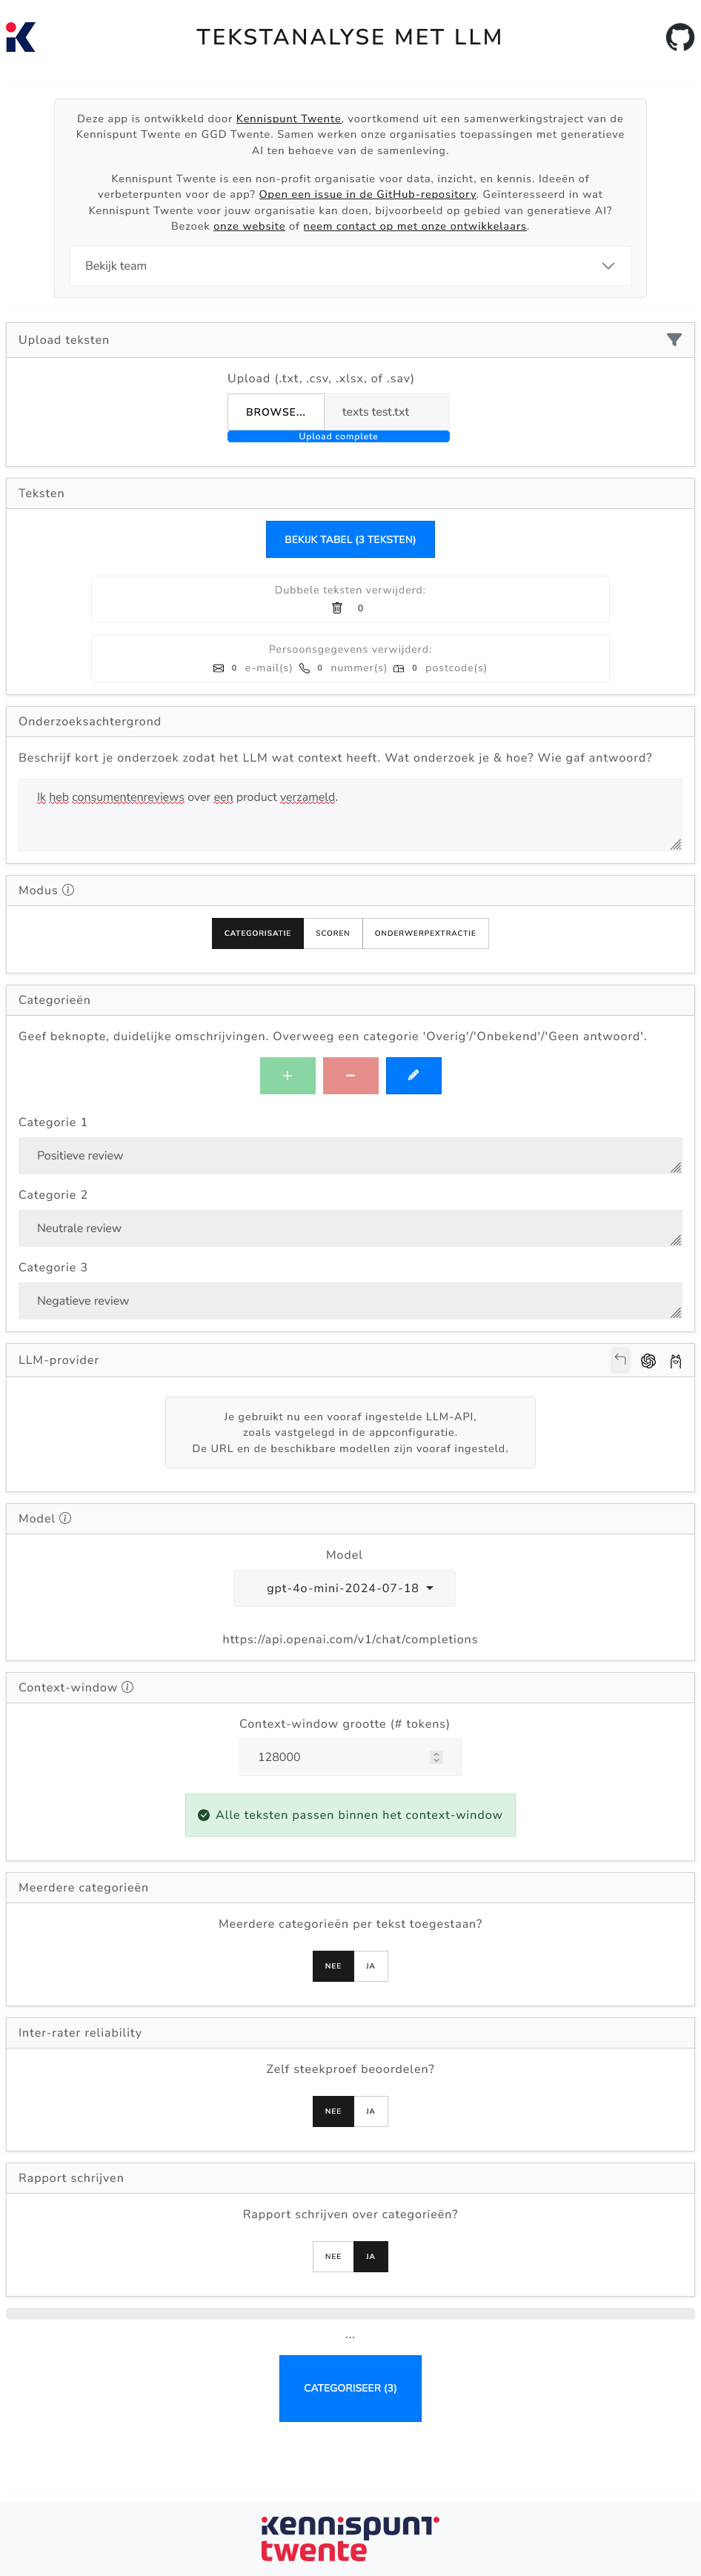 TEKSTANALYSE MET LLM
Deze app is ontwikkeld door Kennispunt Twente, voortkomend uit een samenwerkingstraject van de
Kennispunt Twente en GGD Twente. Samen werken onze organisaties toepassingen met generatieve
AI ten behoeve van de samenleving.
Kennispunt Twente is een non-profit organisatie voor data, inzicht, en kennis. Ideeën of
verbeterpunten voor de app? Open een issue in de GitHub-repository. Geïnteresseerd in wat
Kennispunt Twente voor jouw organisatie kan doen, bijvoorbeeld op gebied van generatieve AI?
Bezoek onze website of neem contact op met onze ontwikkelaars.
Bekijk team
Upload teksten
Upload (.txt, .csv, .xlsx, of .sav)
BROWSE... texts test.txt
Upload complete
Teksten
BEKIJK TABEL (3 TEKSTEN)
Dubbele teksten verwijderd:
0
Persoonsgegevens verwijderd:
0 e-mail(s) 0 nummer(s) 0 postcode(s)
Onderzoeksachtergrond
Beschrijf kort je onderzoek zodat het LLM wat context heeft. Wat onderzoek je & hoe? Wie gaf antwoord?
Ik heb consumentenreviews over een product verzameld.
Modus
CATEGORISATIE SCOREN ONDERWERPEXTRACTIE
Categorieën
Geef beknopte, duidelijke omschrijvingen. Overweeg een categorie 'Overig'/'Onbekend'/'Geen antwoord'.
Categorie 1
Positieve review
Categorie 2
Neutrale review
Categorie 3
Negatieve review
LLM-provider
Je gebruikt nu een vooraf ingestelde LLM-API,
zoals vastgelegd in de appconfiguratie.
De URL en de beschikbare modellen zijn vooraf ingesteld.
Model
Model
gpt-4o-mini-2024-07-18
https://api.openai.com/v1/chat/completions
Context-window
Context-window grootte (# tokens)
128000
Alle teksten passen binnen het context-window
Meerdere categorieën
Meerdere categorieën per tekst toegestaan?
NEE JA
Inter-rater reliability
Zelf steekproef beoordelen?
NEE JA
Rapport schrijven
Rapport schrijven over categorieën?
NEE JA
...
CATEGORISEER (3)
kennispunt
twente